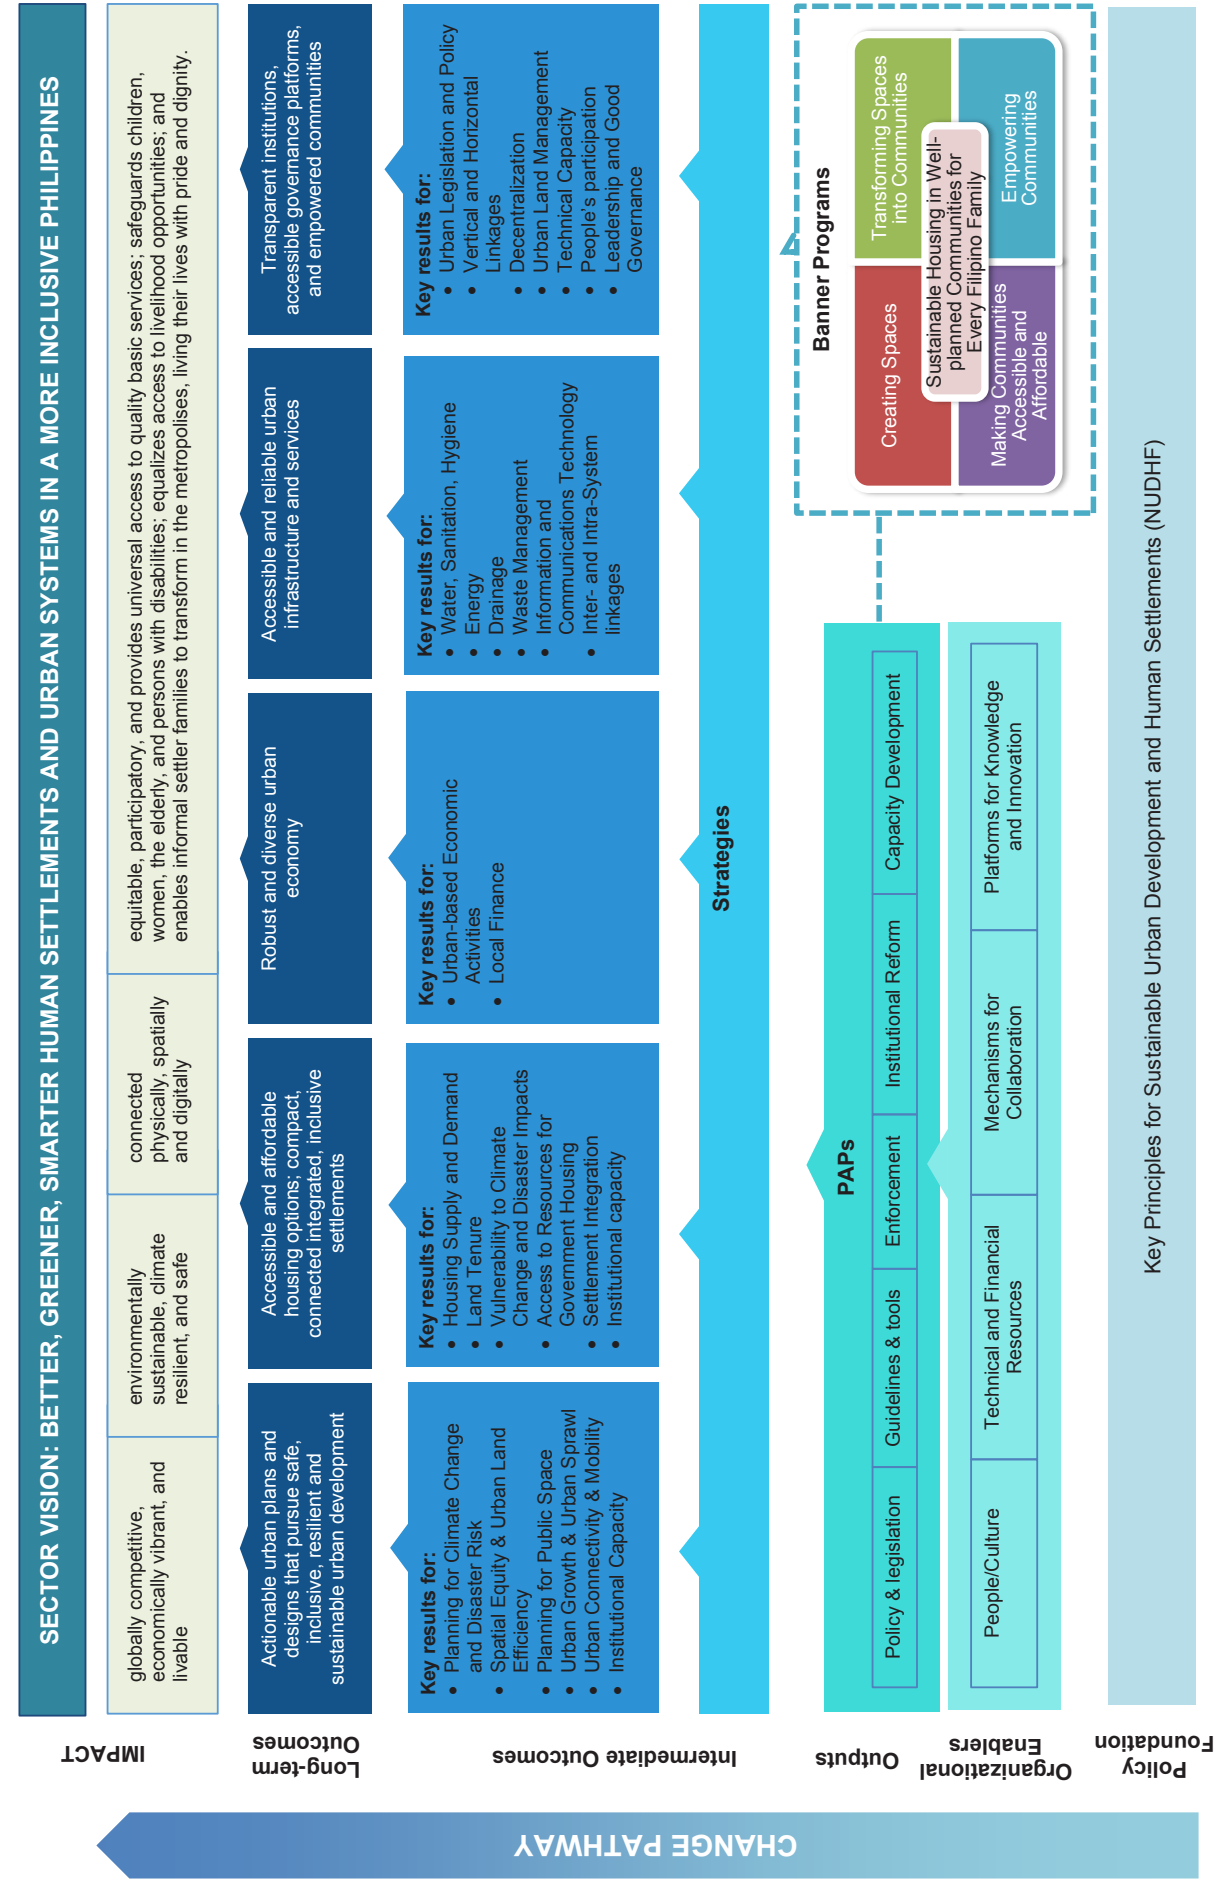 SECTOR VISION: BETTER, GREENER, SMARTER HUMAN SETTLEMENTS AND URBAN SYSTEMS IN A MORE INCLUSIVE PHILIPPINES
CHANGE PATHWAY
IMPACT
globally competitive,
economically vibrant, and
livable
environmentally
sustainable, climate
resilient, and safe
connected
physically, spatially
and digitally
equitable, participatory, and provides universal access to quality basic services; safeguards children,
women, the elderly, and persons with disabilities; equalizes access to livelihood opportunities; and
enables informal settler families to transform in the metropolises, living their lives with pride and dignity.
Long-term
Outcomes
Actionable urban plans and
designs that pursue safe,
inclusive, resilient and
sustainable urban development
Accessible and affordable
housing options; compact,
connected integrated, inclusive
settlements
Robust and diverse urban
economy
Accessible and reliable urban
infrastructure and services
Transparent institutions,
accessible governance platforms,
and empowered communities
Intermediate Outcomes
Key results for:
• Planning for Climate Change
and Disaster Risk
• Spatial Equity & Urban Land
Efficiency
• Planning for Public Space
• Urban Growth & Urban Sprawl
• Urban Connectivity & Mobility
• Institutional Capacity
Key results for:
• Housing Supply and Demand
• Land Tenure
• Vulnerability to Climate
Change and Disaster Impacts
• Access to Resources for
Government Housing
• Settlement Integration
• Institutional capacity
Key results for:
• Urban-based Economic
Activities
• Local Finance
Key results for:
• Water, Sanitation, Hygiene
• Energy
• Drainage
• Waste Management
• Information and
Communications Technology
• Inter- and Intra-System
linkages
Key results for:
• Urban Legislation and Policy
• Vertical and Horizontal
Linkages
• Decentralization
• Urban Land Management
• Technical Capacity
• People's participation
• Leadership and Good
Governance
Strategies
Outputs
PAPs
Policy & legislation
Guidelines & tools
Enforcement
Institutional Reform
Capacity Development
Banner Programs
Creating Spaces
Transforming Spaces
into Communities
Sustainable Housing in Well-
planned Communities for
Every Filipino Family
Making Communities
Accessible and
Affordable
Empowering
Communities
Organizational
Enablers
People/Culture
Technical and Financial
Resources
Mechanisms for
Collaboration
Platforms for Knowledge
and Innovation
Policy
Foundation
Key Principles for Sustainable Urban Development and Human Settlements (NUDHF)